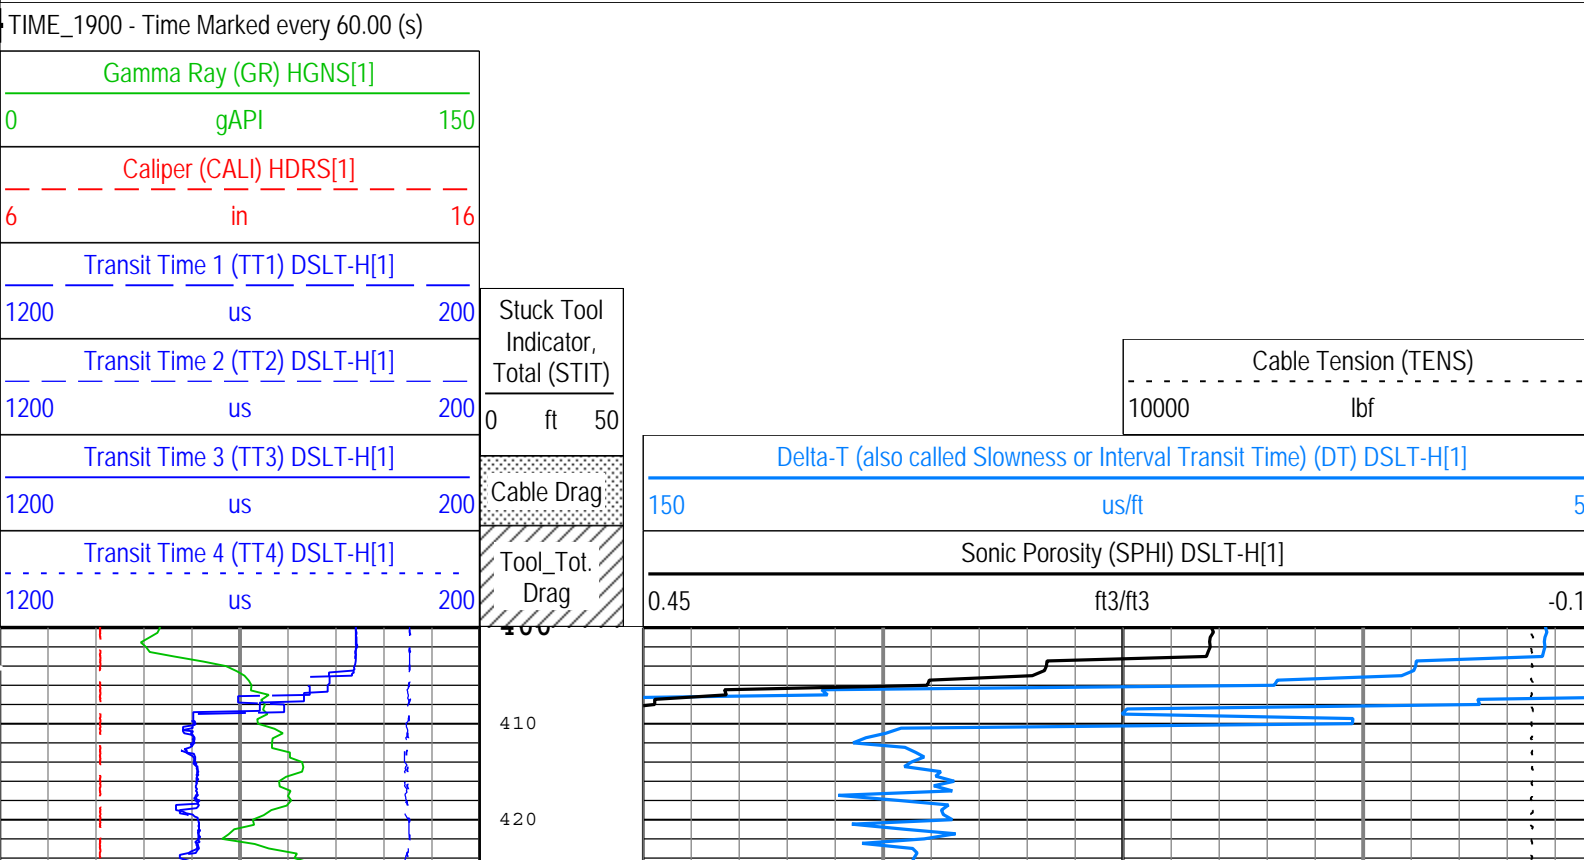 TIME_1900 - Time Marked every 60.00 (s)
Gamma Ray (GR) HGNS[1]
0 gAPI 150
Caliper (CALI) HDRS[1]
6 in 16
Transit Time 1 (TT1) DSLT-H[1]
1200 us 200
Transit Time 2 (TT2) DSLT-H[1]
1200 us 200
Transit Time 3 (TT3) DSLT-H[1]
1200 us 200
Transit Time 4 (TT4) DSLT-H[1]
1200 us 200
Stuck Tool
Indicator,
Total (STIT)
0 ft 50
Cable Drag
Tool_Tot.
Drag
Cable Tension (TENS)
10000 lbf
Delta-T (also called Slowness or Interval Transit Time) (DT) DSLT-H[1]
150 us/ft 5
Sonic Porosity (SPHI) DSLT-H[1]
0.45 ft3/ft3 -0.1
400
410
420